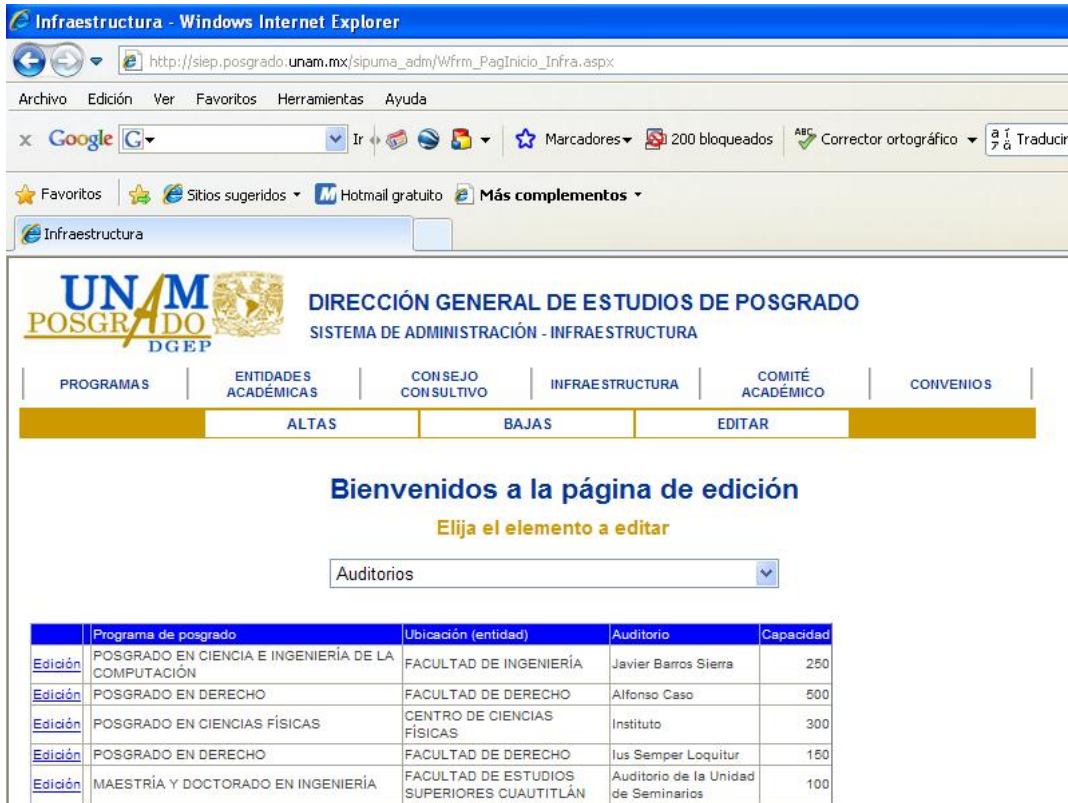 Infraestructura - Windows Internet Explorer
http://siep.posgrado.unam.mx/sipuma_adm/Wfrm_PagInicio_Infra.aspx
Archivo Edición Ver Favoritos Herramientas Ayuda
x Google G Ir Marcadores 200 bloqueados ABC Corrector ortográfico Traducir
Favoritos Sitios sugeridos Hotmail gratuito Más complementos
Infraestructura
UNAM
POSGRADO
DGEP
DIRECCIÓN GENERAL DE ESTUDIOS DE POSGRADO
SISTEMA DE ADMINISTRACIÓN - INFRAESTRUCTURA
PROGRAMAS ENTIDADES ACADÉMICAS CONSEJO CONSULTIVO INFRAESTRUCTURA COMITÉ ACADÉMICO CONVENIOS
ALTAS BAJAS EDITAR
Bienvenidos a la página de edición
Elija el elemento a editar
Auditorios
Programa de posgrado Ubicación (entidad) Auditorio Capacidad
Edición POSGRADO EN CIENCIA E INGENIERÍA DE LA COMPUTACIÓN FACULTAD DE INGENIERÍA Javier Barros Sierra 250
Edición POSGRADO EN DERECHO FACULTAD DE DERECHO Alfonso Caso 500
Edición POSGRADO EN CIENCIAS FÍSICAS CENTRO DE CIENCIAS FÍSICAS Instituto 300
Edición POSGRADO EN DERECHO FACULTAD DE DERECHO Ius Semper Loquitur 150
Edición MAESTRÍA Y DOCTORADO EN INGENIERÍA FACULTAD DE ESTUDIOS SUPERIORES CUAUTITLÁN Auditorio de la Unidad de Seminarios 100